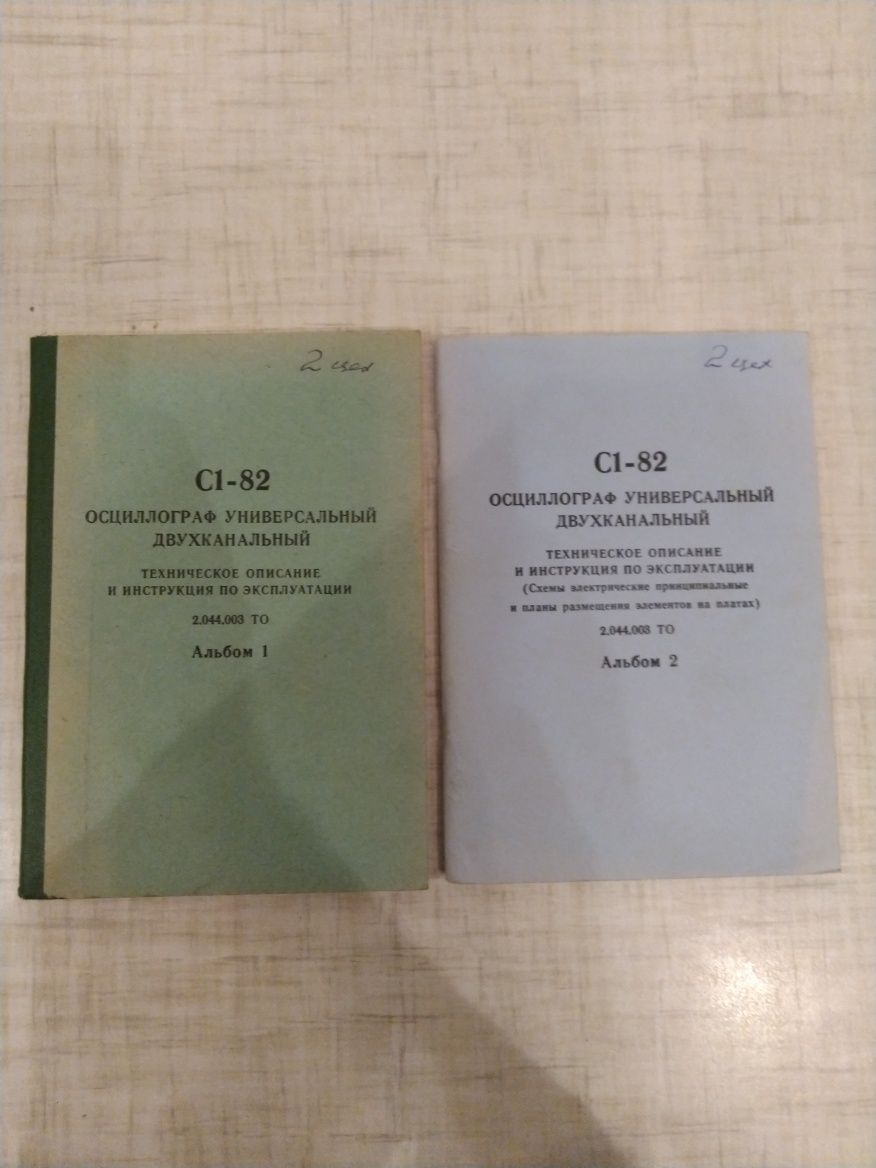 2 цех
С1-82
ОСЦИЛЛОГРАФ УНИВЕРСАЛЬНЫЙ
ДВУХКАНАЛЬНЫЙ
ТЕХНИЧЕСКОЕ ОПИСАНИЕ
И ИНСТРУКЦИЯ ПО ЭКСПЛУАТАЦИИ
2.044.003 ТО
Альбом 1
2 цех
С1-82
ОСЦИЛЛОГРАФ УНИВЕРСАЛЬНЫЙ
ДВУХКАНАЛЬНЫЙ
ТЕХНИЧЕСКОЕ ОПИСАНИЕ
И ИНСТРУКЦИЯ ПО ЭКСПЛУАТАЦИИ
(Схемы электрические принципиальные
и планы размещения элементов на платах)
2.044.003 ТО
Альбом 2